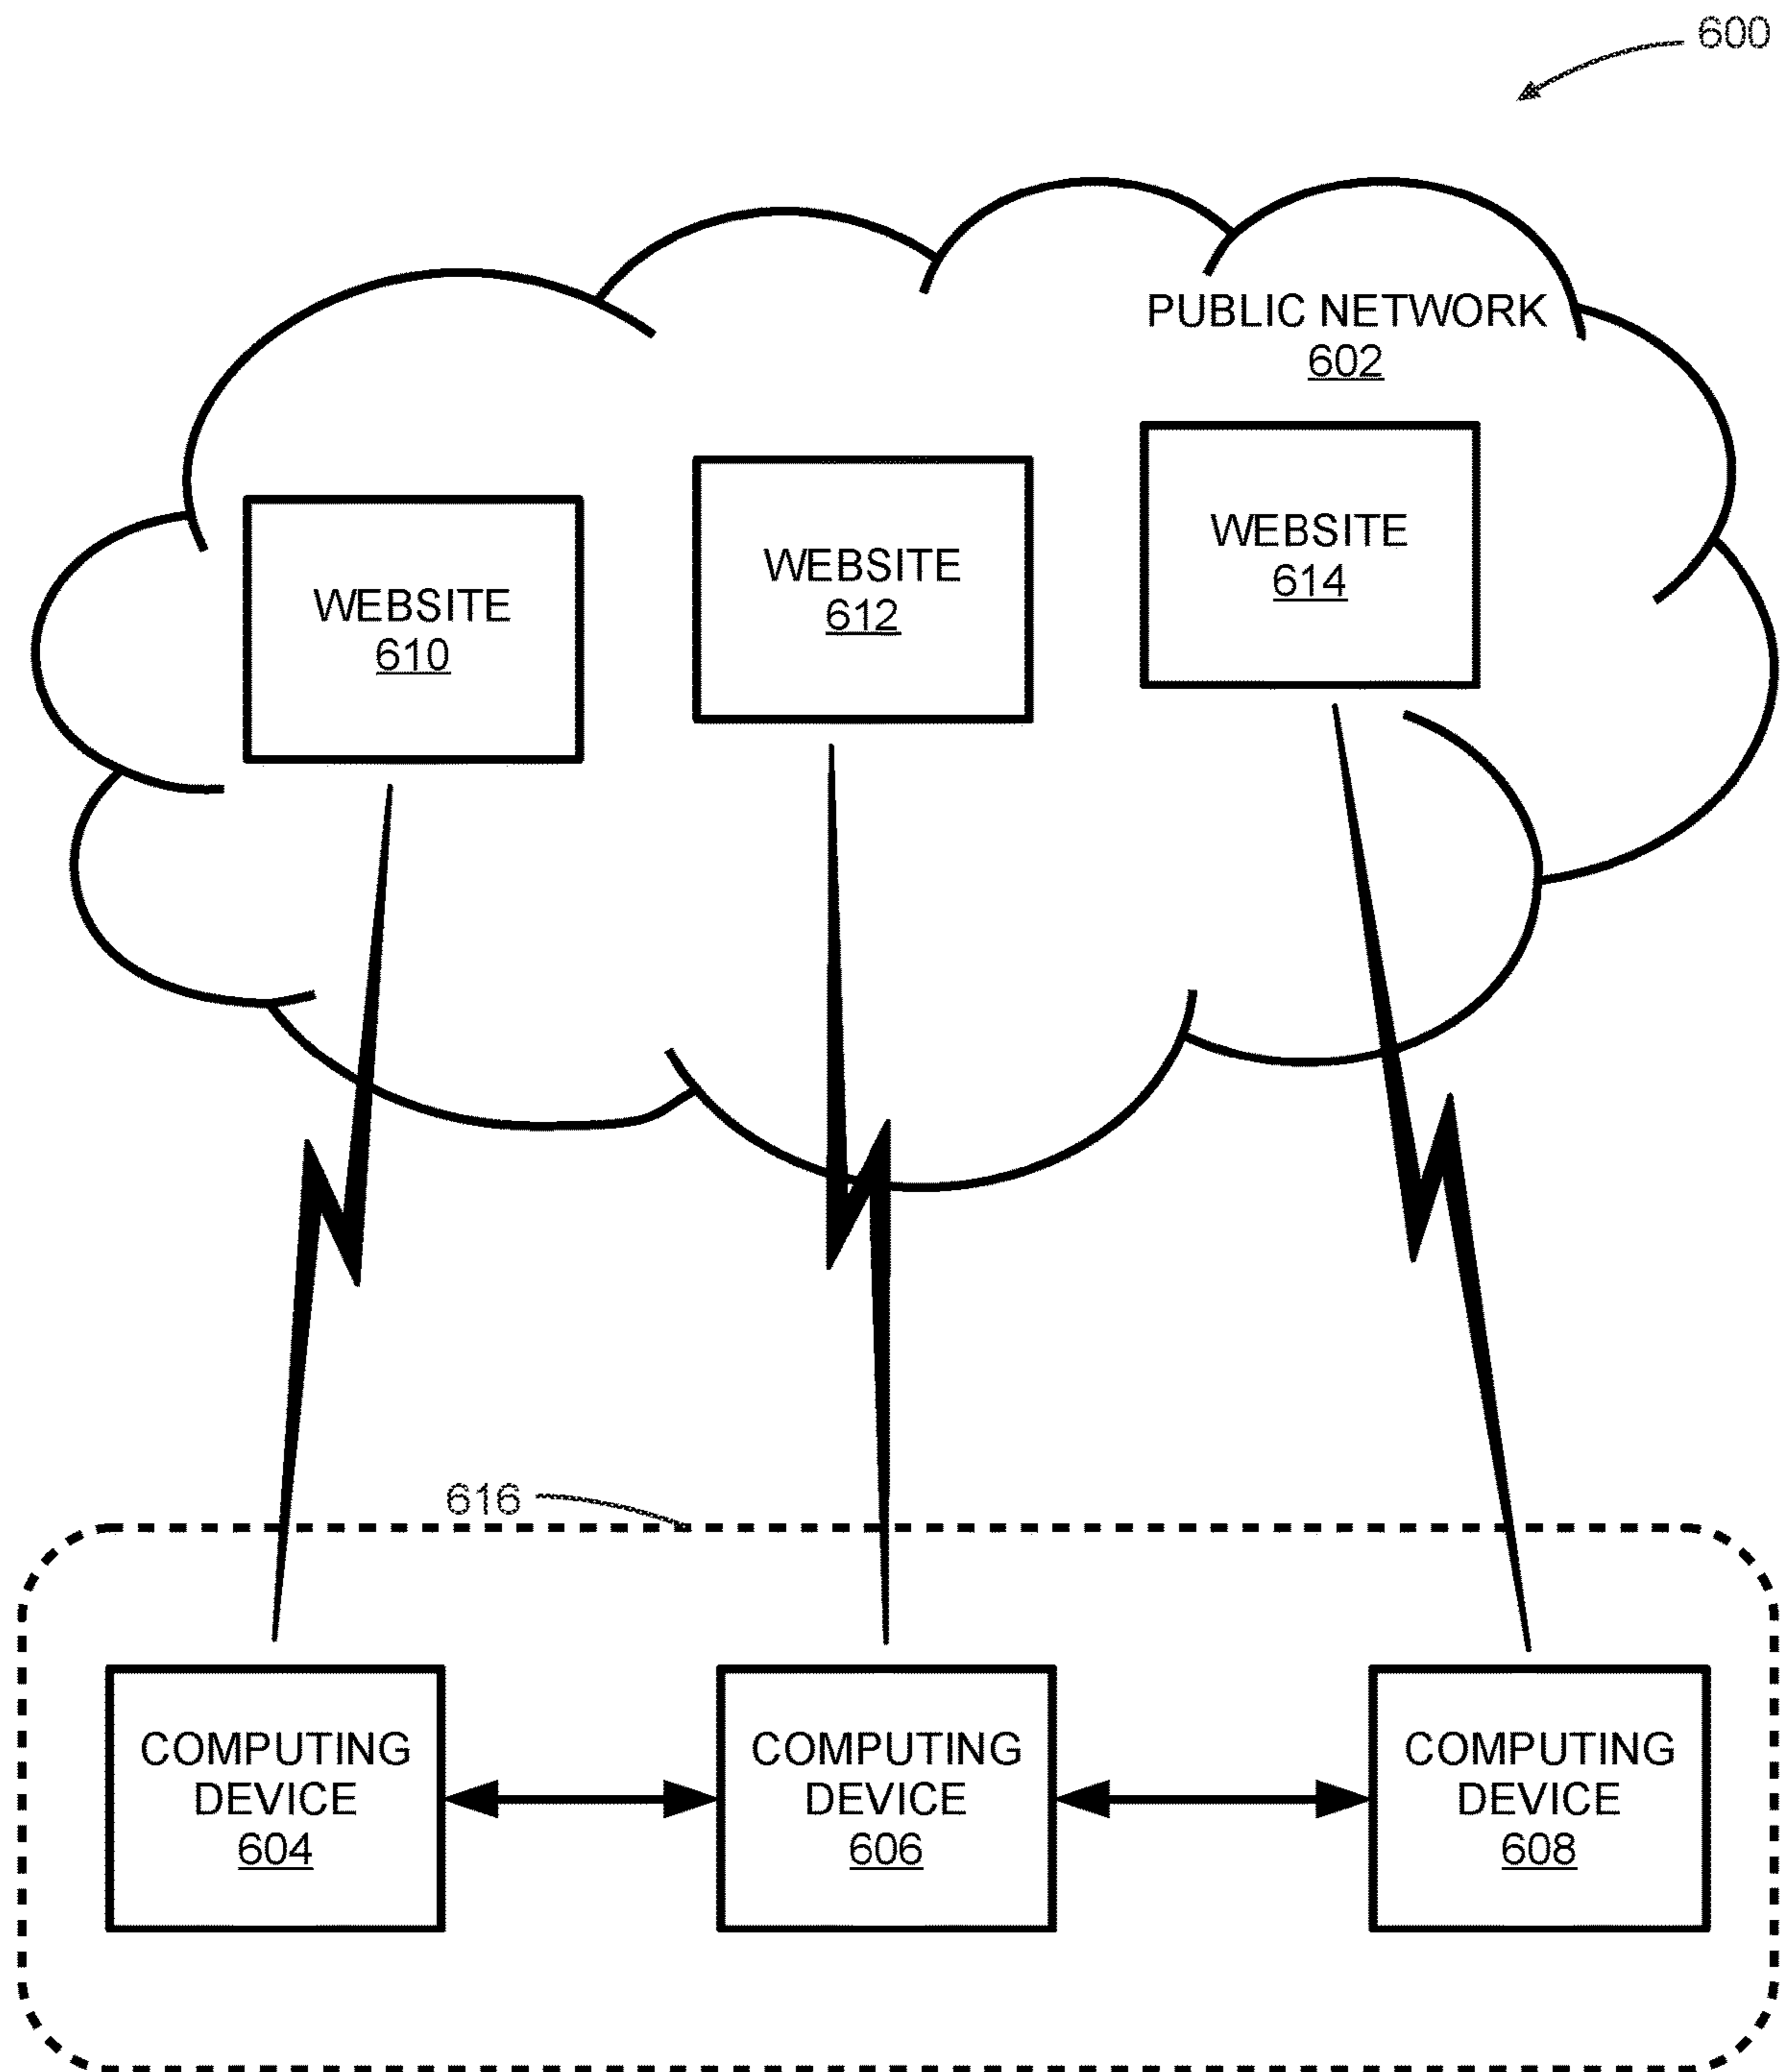 600
PUBLIC NETWORK
602
WEBSITE
614
WEBSITE
612
WEBSITE
610
616
COMPUTING
DEVICE
604
COMPUTING
DEVICE
606
COMPUTING
DEVICE
608